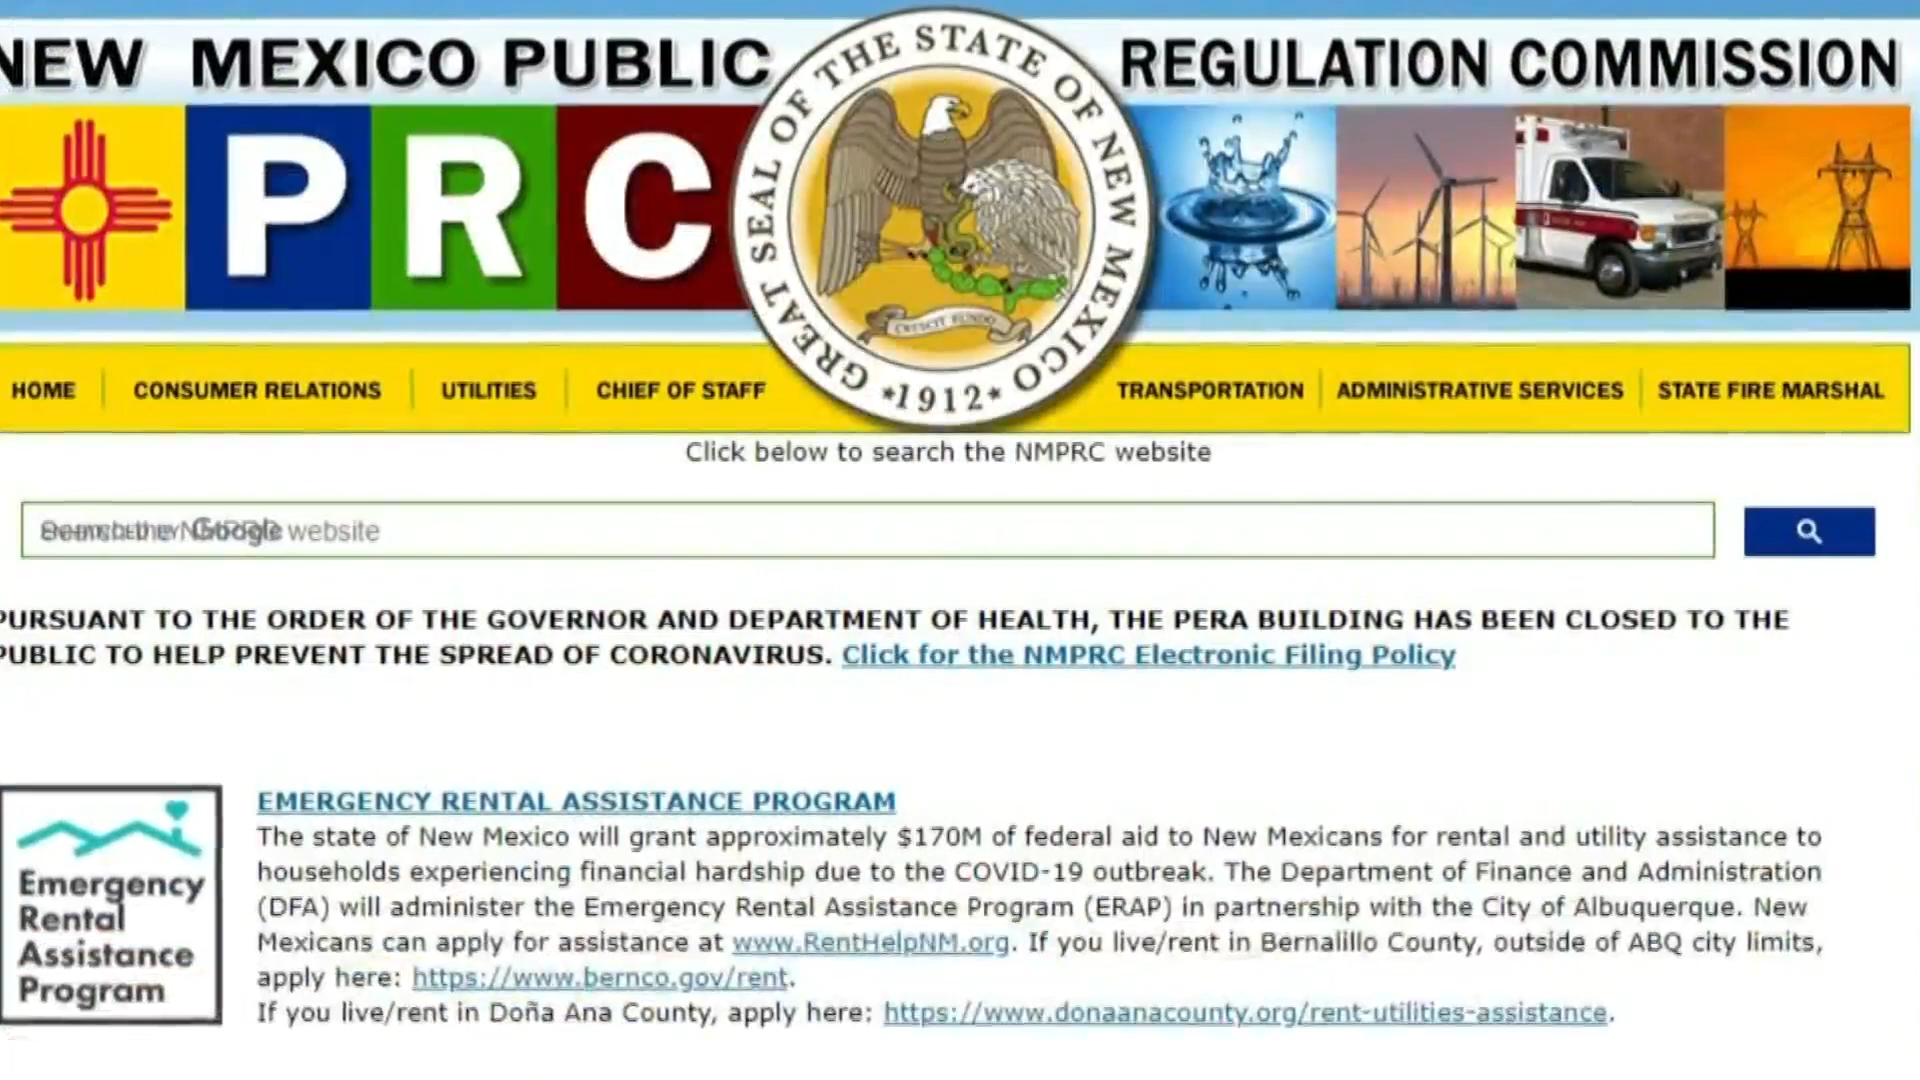 NEW MEXICO PUBLIC REGULATION COMMISSION
PRC
GREAT SEAL OF THE STATE OF NEW MEXICO
*1912*
CRESCIT EUNDO
HOME CONSUMER RELATIONS UTILITIES CHIEF OF STAFF TRANSPORTATION ADMINISTRATIVE SERVICES STATE FIRE MARSHAL
Click below to search the NMPRC website
Search the NMPRC website
Google
PURSUANT TO THE ORDER OF THE GOVERNOR AND DEPARTMENT OF HEALTH, THE PERA BUILDING HAS BEEN CLOSED TO THE
PUBLIC TO HELP PREVENT THE SPREAD OF CORONAVIRUS. Click for the NMPRC Electronic Filing Policy
Emergency
Rental
Assistance
Program
EMERGENCY RENTAL ASSISTANCE PROGRAM
The state of New Mexico will grant approximately $170M of federal aid to New Mexicans for rental and utility assistance to
households experiencing financial hardship due to the COVID-19 outbreak. The Department of Finance and Administration
(DFA) will administer the Emergency Rental Assistance Program (ERAP) in partnership with the City of Albuquerque. New
Mexicans can apply for assistance at www.RentHelpNM.org. If you live/rent in Bernalillo County, outside of ABQ city limits,
apply here: https://www.bernco.gov/rent.
If you live/rent in Doña Ana County, apply here: https://www.donaanacounty.org/rent-utilities-assistance.